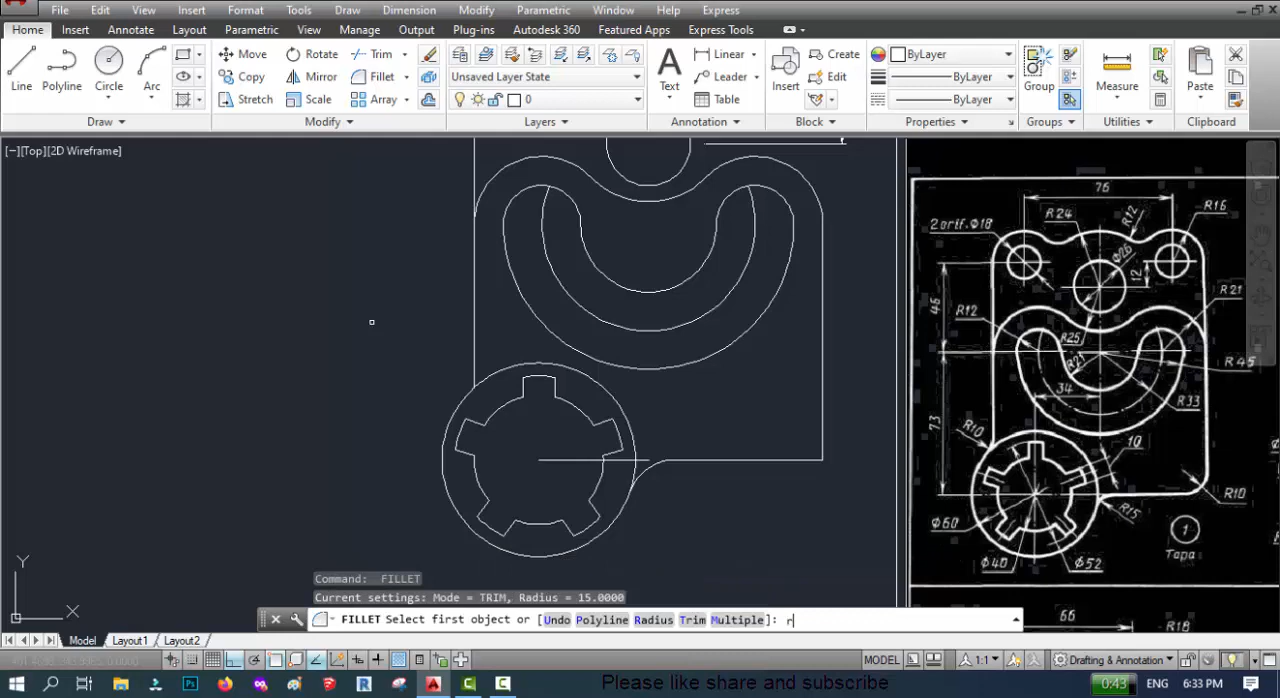 File Edit View Insert Format Tools Draw Dimension Modify Parametric Window Help Express
Home Insert Annotate Parametric View Manage Output Plug-ins Autodesk 360 Featured Apps Express Tools
Line Polyline Circle Arc
Move Rotate Trim
Copy Mirror Fillet
Stretch Scale Array
Unsaved Layer State
0
Text Linear
Leader
Table
Insert Create
Edit
ByLayer
ByLayer
ByLayer
Group Measure Paste
Draw Modify Layers Annotation Block Properties Groups Utilities Clipboard
[−][Top][2D Wireframe]
76
2 orif.Φ18 R24 R12 R16
Φ26
12
46
R12 R25 R21
R21
R45
34
R33
73
R10 10
R10
R15
Φ60
Φ40 Φ52
1
Tapa
66
R18
Y
X
Command: FILLET
Current settings: Mode = TRIM, Radius = 15.0000
FILLET Select first object or [Undo Polyline Radius Trim Multiple]: r
Model Layout1 Layout2
MODEL 1:1 Drafting & Annotation
Please like share and subscribe
0:43 6:33 PM